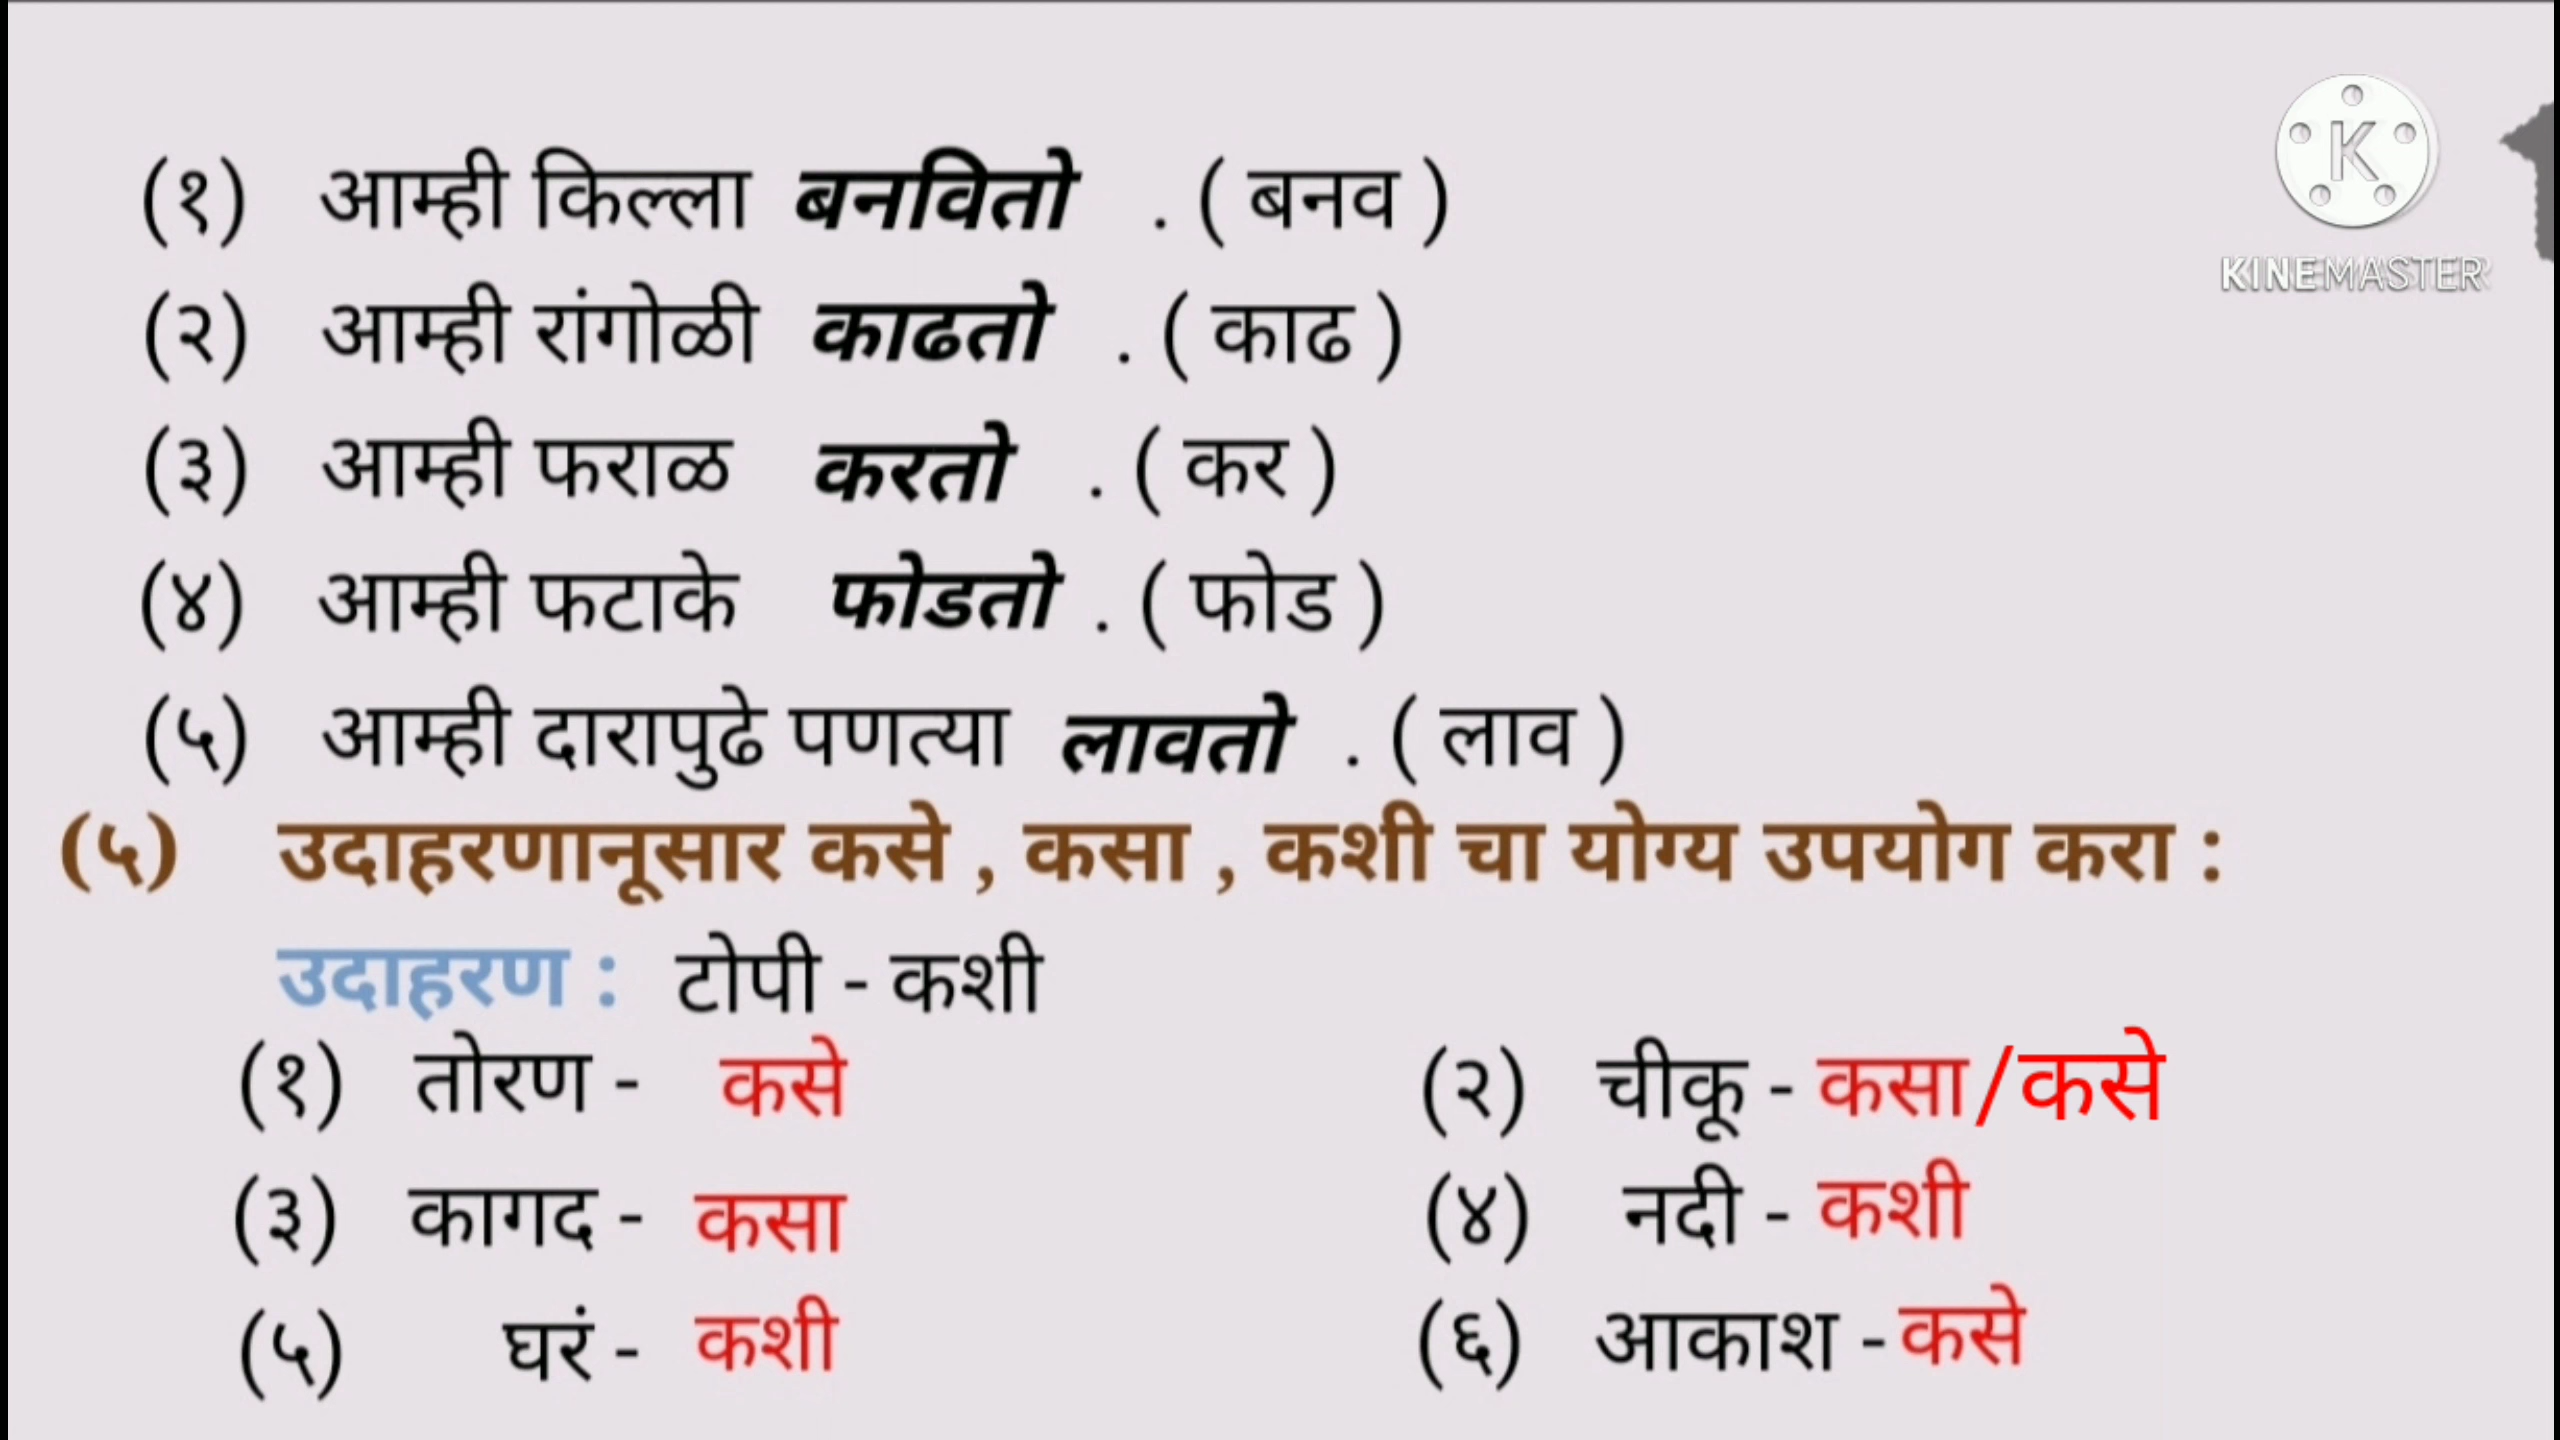 (१) आम्ही किल्ला बनवितो . ( बनव )
KINEMASTER
(२) आम्ही रांगोळी काढतो . ( काढ )
(३) आम्ही फराळ करतो . ( कर )
(४) आम्ही फटाके फोडतो . ( फोड )
(५) आम्ही दारापुढे पणत्या लावतो . ( लाव )
(५) उदाहरणानूसार कसे , कसा , कशी चा योग्य उपयोग करा :
उदाहरण : टोपी - कशी
(१) तोरण - कसे (२) चीकू - कसा/कसे
(३) कागद - कसा (४) नदी - कशी
(५) घरं - कशी (६) आकाश - कसे